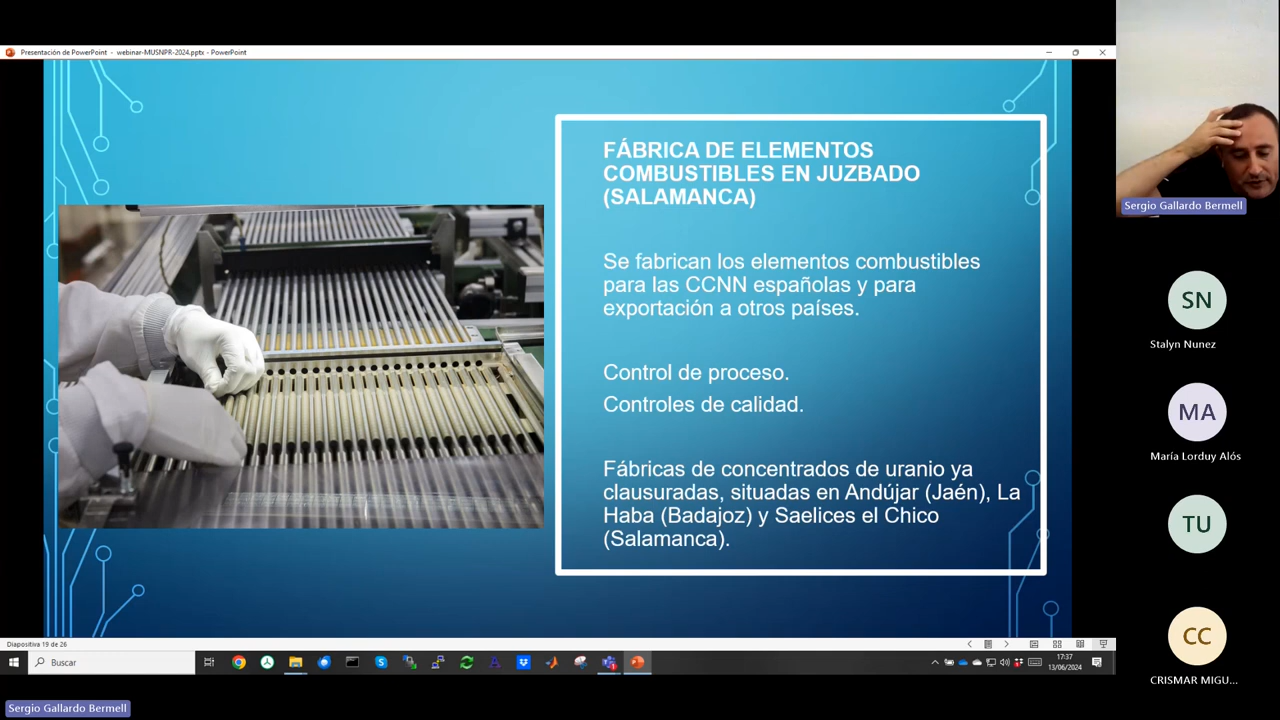 Presentación de PowerPoint - webinar-MUSNPR-2024.pptx - PowerPoint
FÁBRICA DE ELEMENTOS
COMBUSTIBLES EN JUZBADO
(SALAMANCA)
Se fabrican los elementos combustibles
para las CCNN españolas y para
exportación a otros países.
Control de proceso.
Controles de calidad.
Fábricas de concentrados de uranio ya
clausuradas, situadas en Andújar (Jaén), La
Haba (Badajoz) y Saelices el Chico
(Salamanca).
Sergio Gallardo Bermell
SN
Stalyn Nunez
MA
María Lorduy Alós
TU
CC
CRISMAR MIGU...
Diapositiva 19 de 26
Buscar
17:37
13/06/2024
Sergio Gallardo Bermell